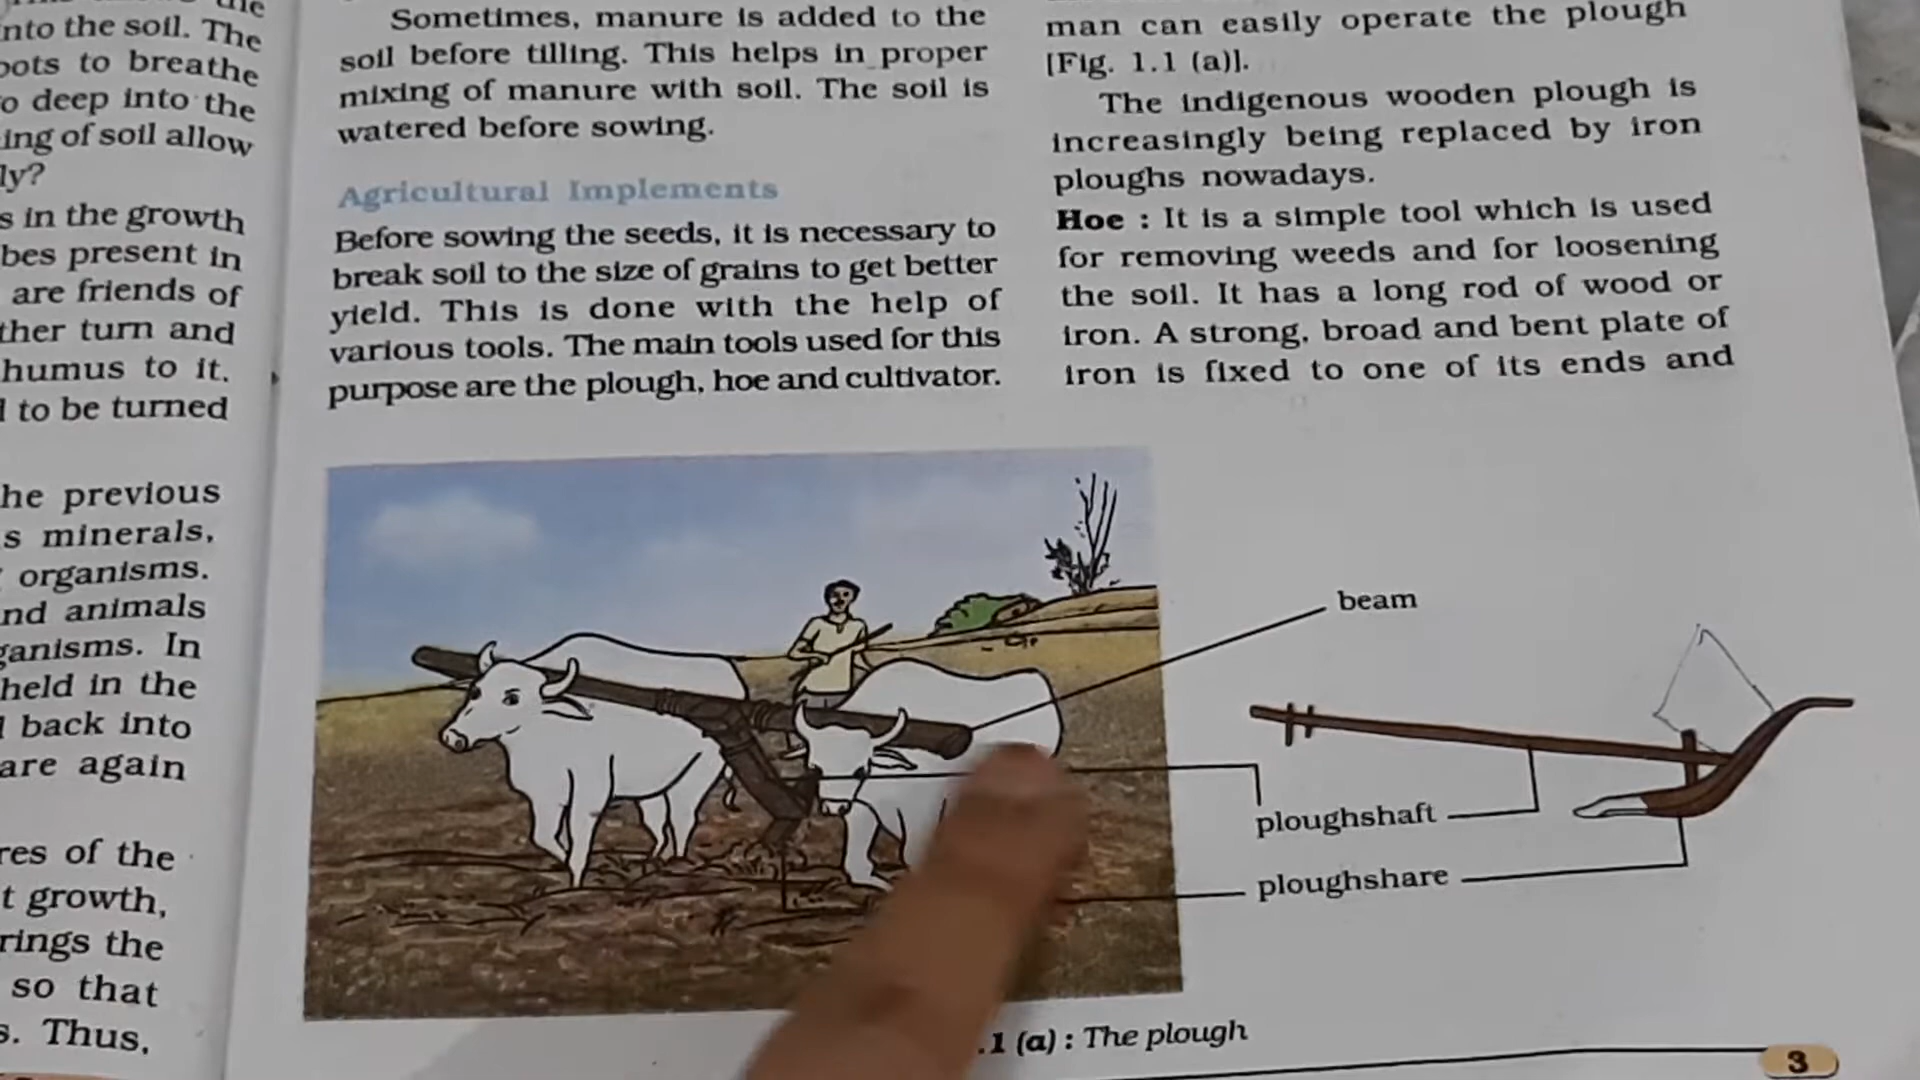 the
nto the soil. The
oots to breathe
o deep into the
ing of soil allow
ly?
s in the growth
bes present in
are friends of
ther turn and
humus to it.
to be turned
he previous
s minerals,
organisms.
nd animals
ganisms. In
held in the
back into
are again
res of the
t growth,
rings the
so that
s. Thus,
Sometimes, manure is added to the
soil before tilling. This helps in proper
mixing of manure with soil. The soil is
watered before sowing.
Agricultural Implements
Before sowing the seeds, it is necessary to
break soil to the size of grains to get better
yield. This is done with the help of
various tools. The main tools used for this
purpose are the plough, hoe and cultivator.
man can easily operate the plough
[Fig. 1.1 (a)].
The indigenous wooden plough is
increasingly being replaced by iron
ploughs nowadays.
Hoe : It is a simple tool which is used
for removing weeds and for loosening
the soil. It has a long rod of wood or
iron. A strong, broad and bent plate of
iron is fixed to one of its ends and
beam
ploughshaft
ploughshare
.1 (a) : The plough
3